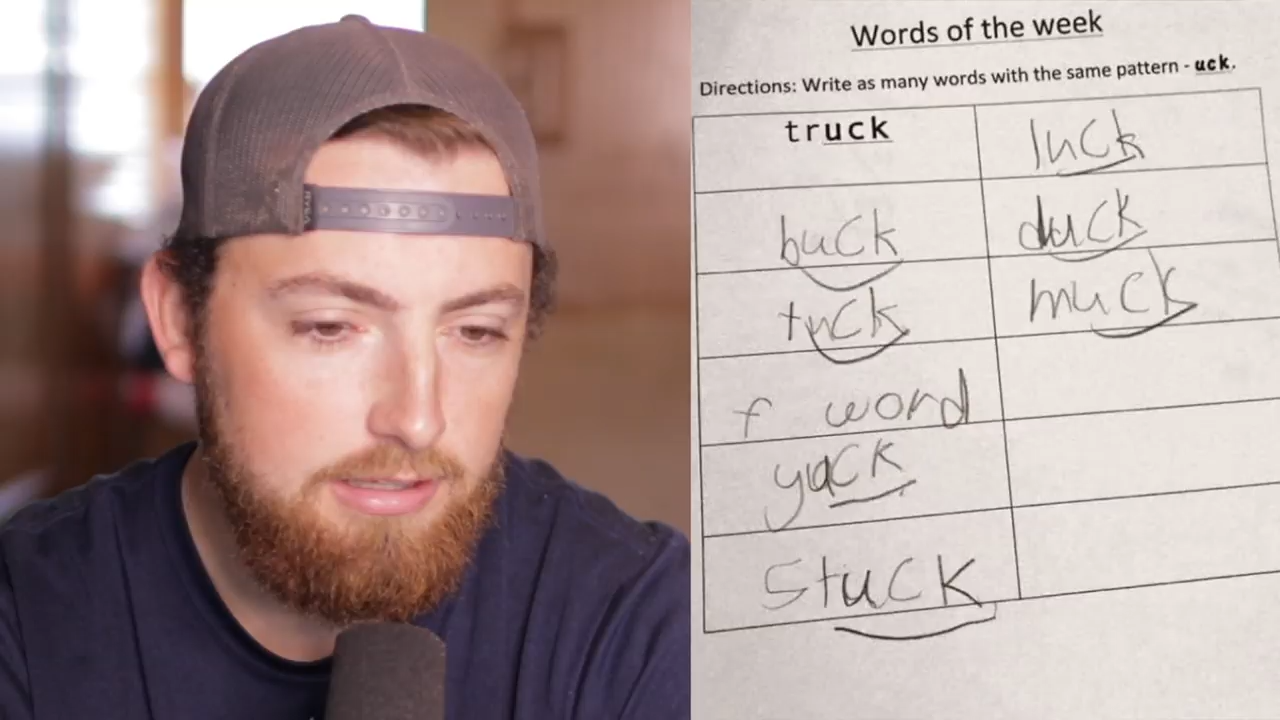 Words of the week
Directions: Write as many words with the same pattern - uck.
truck
luck
buck
duck
tuck
muck
f word
yuck
stuck